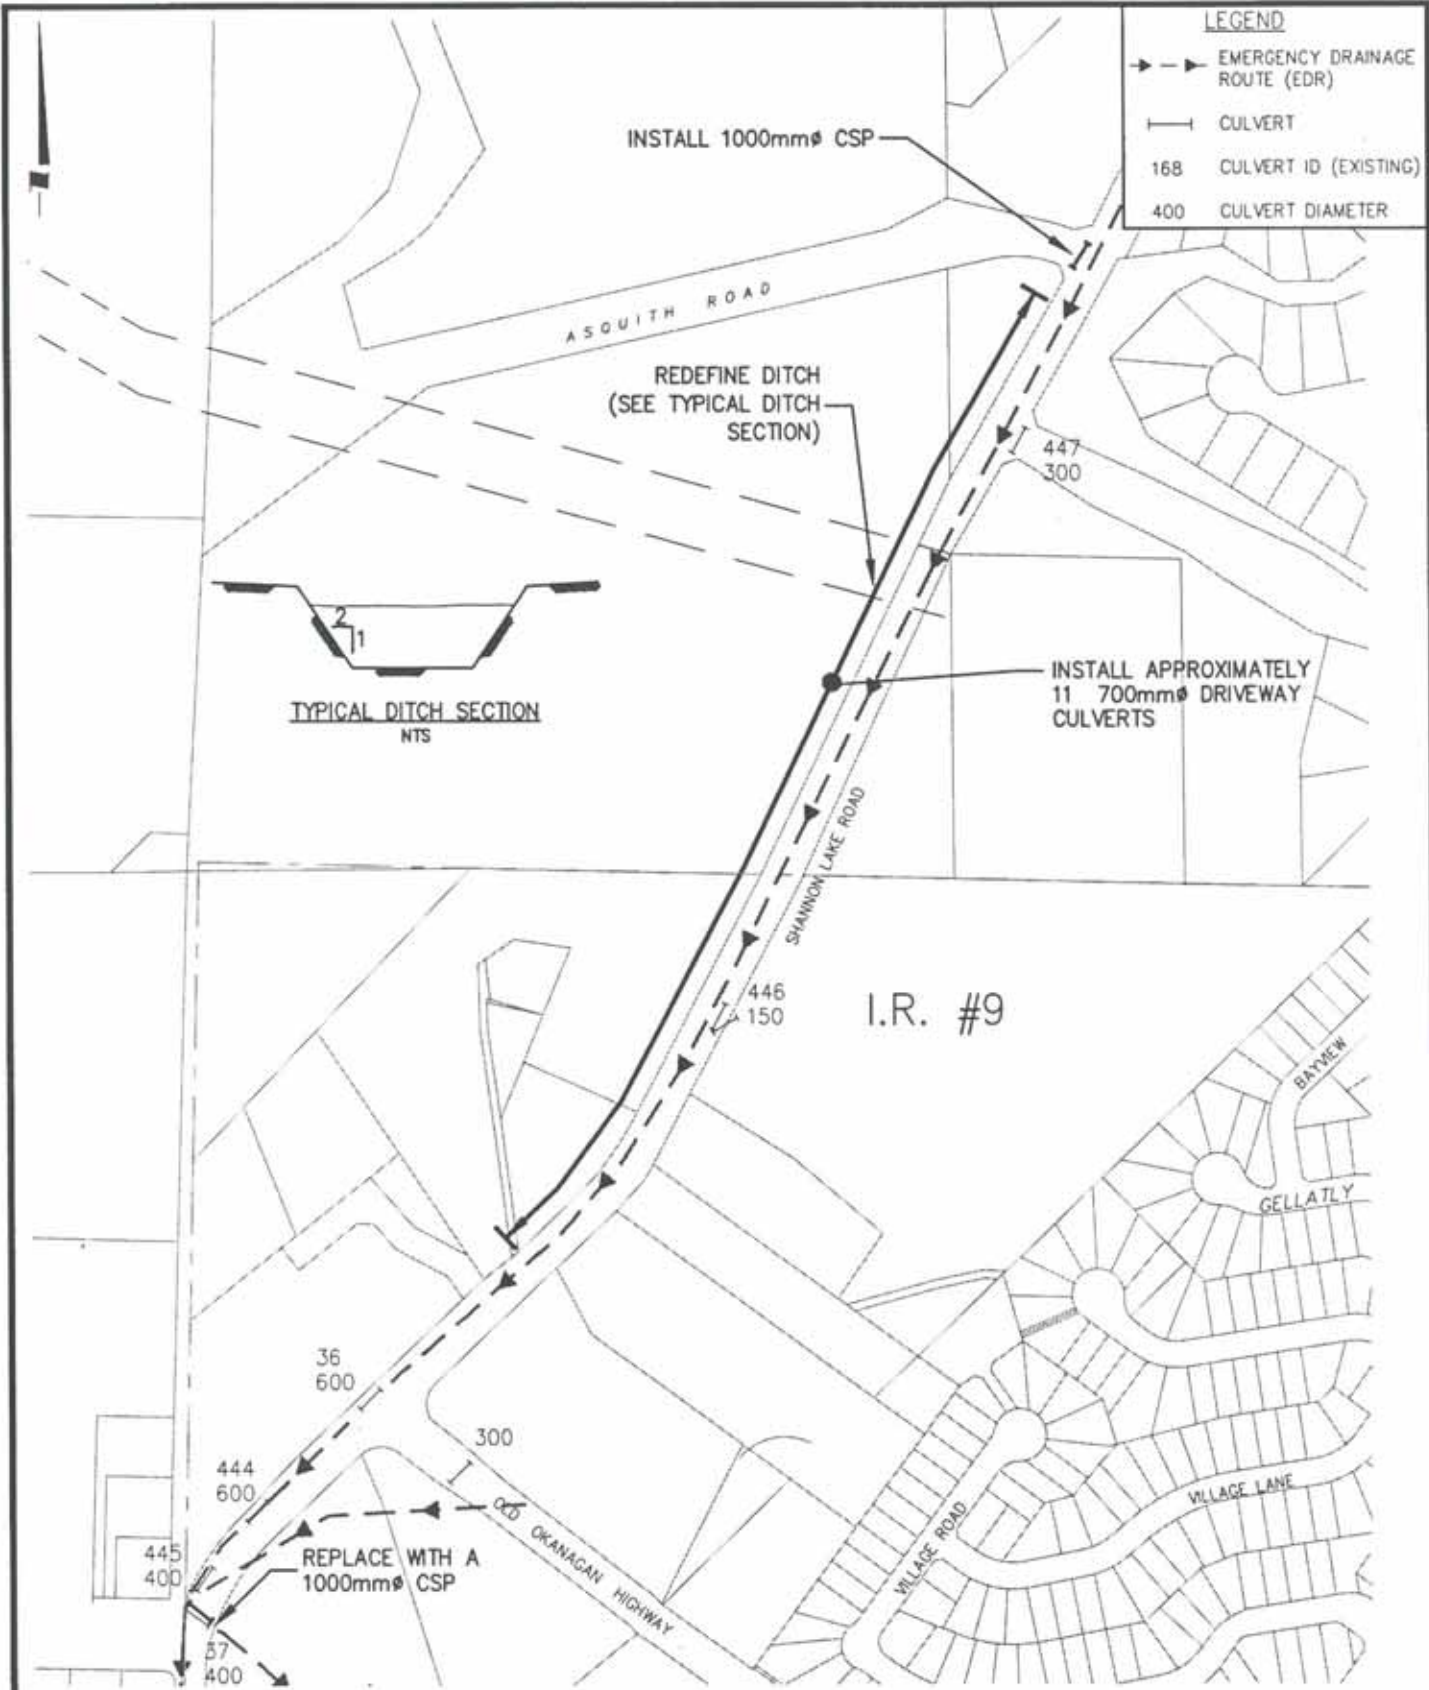 LEGEND
EMERGENCY DRAINAGE
ROUTE (EDR)
CULVERT
168 CULVERT ID (EXISTING)
400 CULVERT DIAMETER
INSTALL 1000mmø CSP
ASQUITH ROAD
REDEFINE DITCH
(SEE TYPICAL DITCH
SECTION)
447
300
2
1
TYPICAL DITCH SECTION
NTS
INSTALL APPROXIMATELY
11 700mmø DRIVEWAY
CULVERTS
SHANNON LAKE ROAD
446
150
I.R. #9
BAYVIEW
GELLATLY
36
600
300
444
600
OLD OKANAGAN HIGHWAY
VILLAGE LANE
VILLAGE ROAD
445
400
REPLACE WITH A
1000mmø CSP
37
400